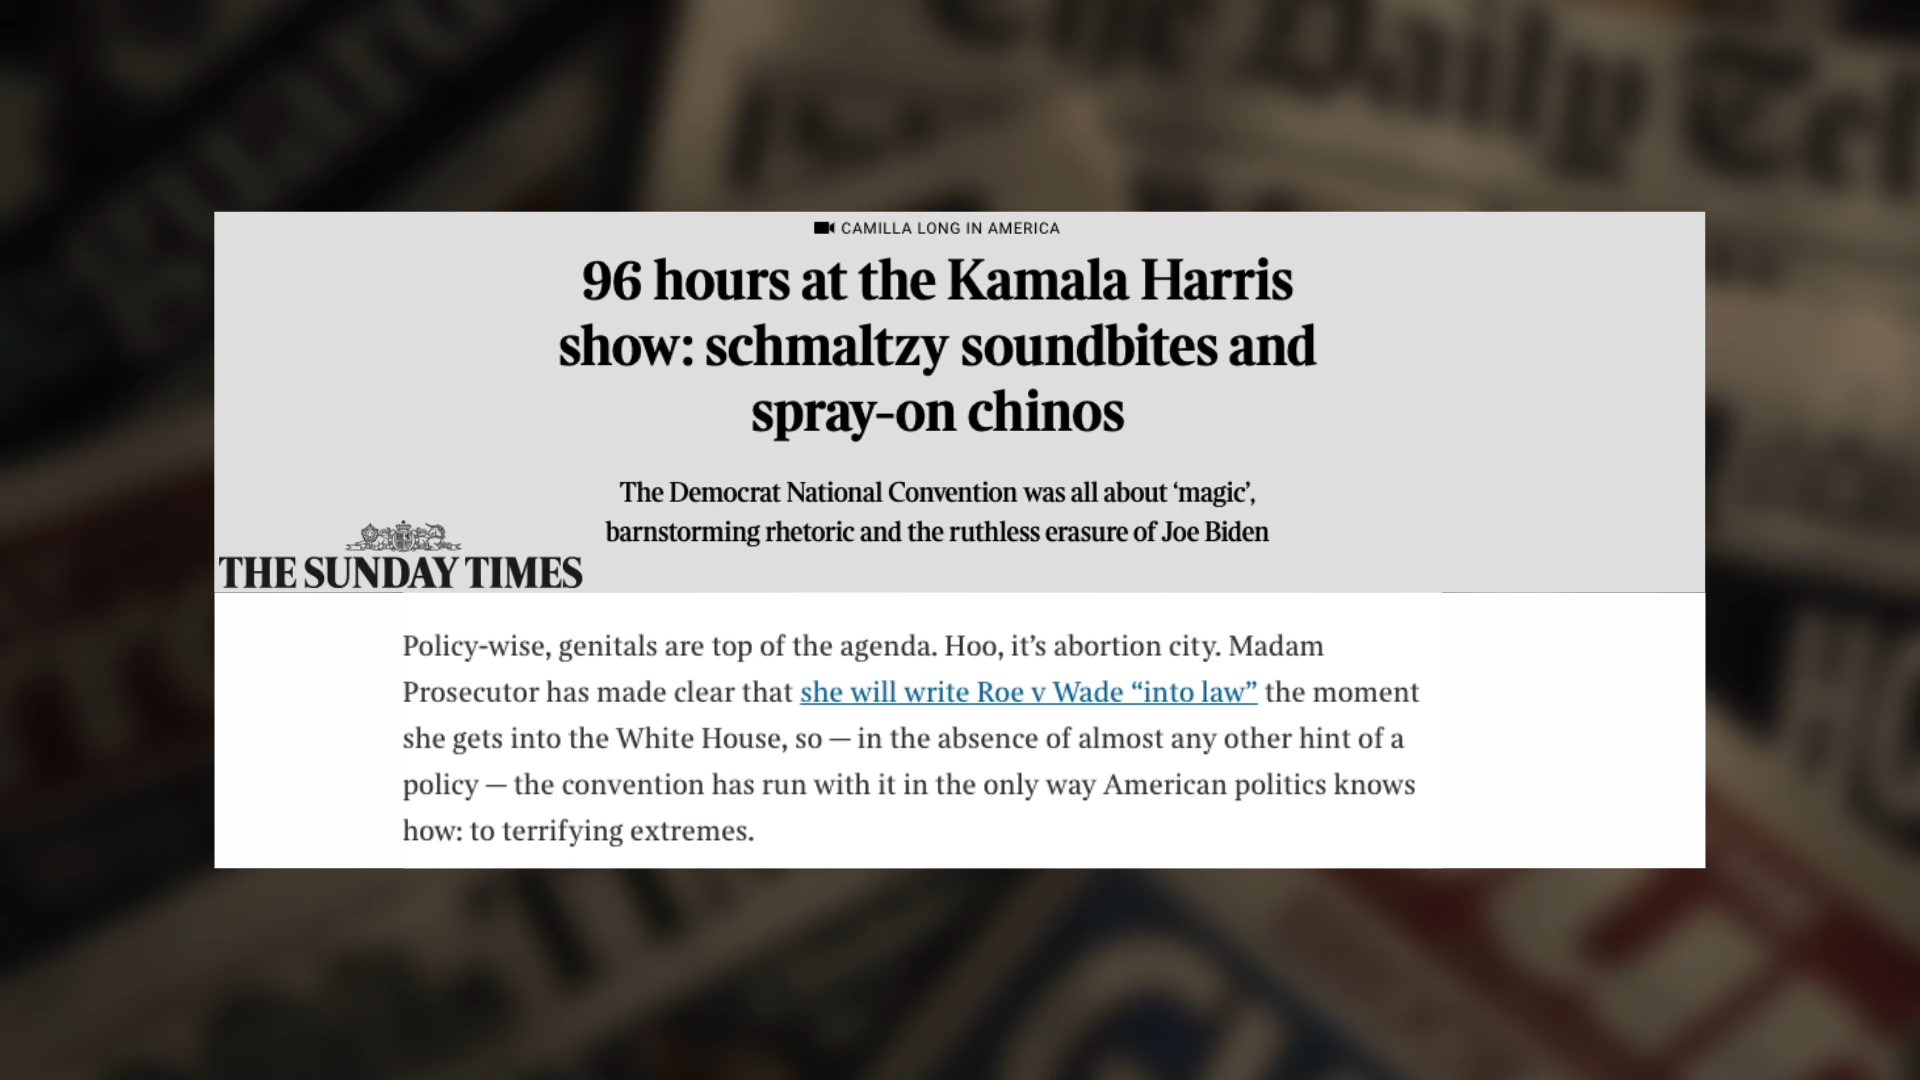 The Daily Tel
CAMILLA LONG IN AMERICA
96 hours at the Kamala Harris
show: schmaltzy soundbites and
spray-on chinos
The Democrat National Convention was all about ‘magic’,
barnstorming rhetoric and the ruthless erasure of Joe Biden
THE SUNDAY TIMES
Policy-wise, genitals are top of the agenda. Hoo, it’s abortion city. Madam
Prosecutor has made clear that she will write Roe v Wade “into law” the moment
she gets into the White House, so — in the absence of almost any other hint of a
policy — the convention has run with it in the only way American politics knows
how: to terrifying extremes.